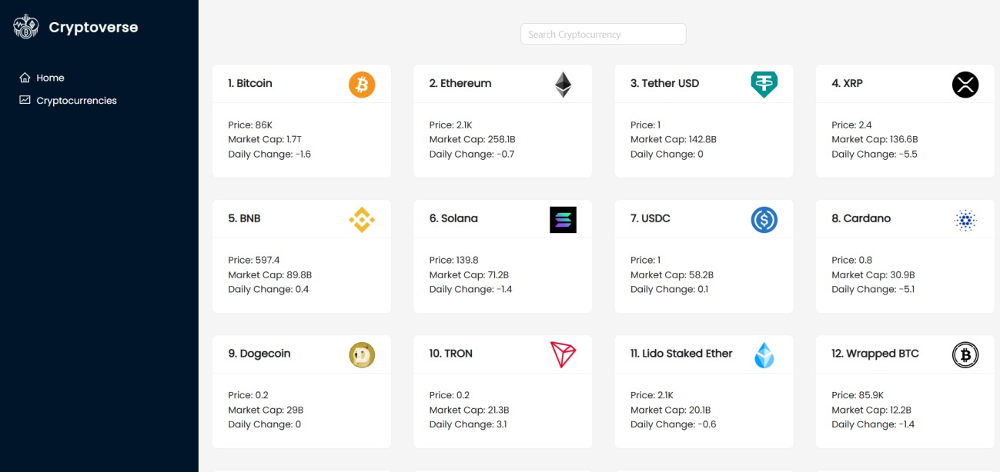 Cryptoverse
Home
Cryptocurrencies
Search Cryptocurrency
1. Bitcoin
Price: 86K
Market Cap: 1.7T
Daily Change: -1.6
2. Ethereum
Price: 2.1K
Market Cap: 258.1B
Daily Change: -0.7
3. Tether USD
Price: 1
Market Cap: 142.8B
Daily Change: 0
4. XRP
Price: 2.4
Market Cap: 136.6B
Daily Change: -5.5
5. BNB
Price: 597.4
Market Cap: 89.8B
Daily Change: 0.4
6. Solana
Price: 139.8
Market Cap: 71.2B
Daily Change: -1.4
7. USDC
Price: 1
Market Cap: 58.2B
Daily Change: 0.1
8. Cardano
Price: 0.8
Market Cap: 30.9B
Daily Change: -5.1
9. Dogecoin
Price: 0.2
Market Cap: 29B
Daily Change: 0
10. TRON
Price: 0.2
Market Cap: 21.3B
Daily Change: 3.1
11. Lido Staked Ether
Price: 2.1K
Market Cap: 20.1B
Daily Change: -0.6
12. Wrapped BTC
Price: 85.9K
Market Cap: 12.2B
Daily Change: -1.4